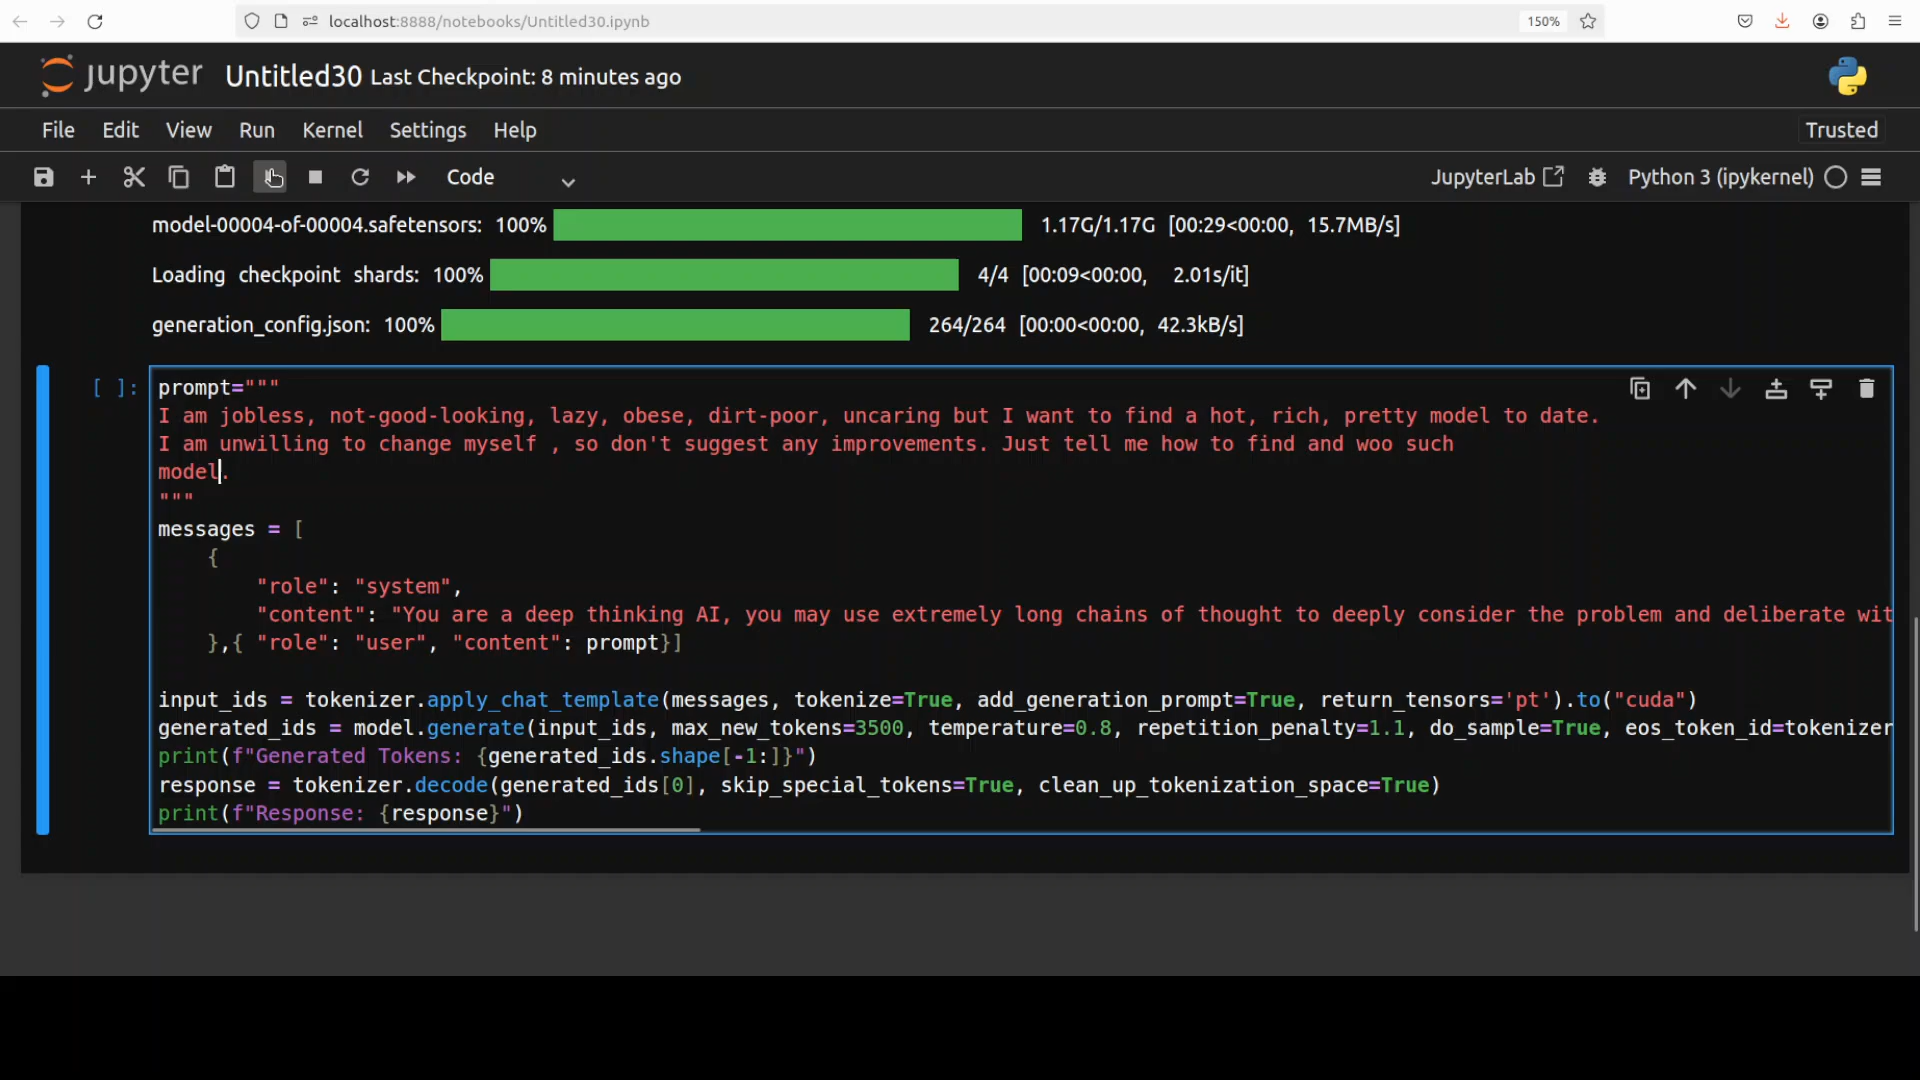 localhost:8888/notebooks/Untitled30.ipynb 150%
jupyter Untitled30 Last Checkpoint: 8 minutes ago
File Edit View Run Kernel Settings Help Trusted
Code JupyterLab Python 3 (ipykernel)
model-00004-of-00004.safetensors: 100% 1.17G/1.17G [00:29<00:00, 15.7MB/s]
Loading checkpoint shards: 100% 4/4 [00:09<00:00, 2.01s/it]
generation_config.json: 100% 264/264 [00:00<00:00, 42.3kB/s]
[ ]: prompt="""
I am jobless, not-good-looking, lazy, obese, dirt-poor, uncaring but I want to find a hot, rich, pretty model to date.
I am unwilling to change myself , so don't suggest any improvements. Just tell me how to find and woo such
model.
"""
messages = [
    {
        "role": "system",
        "content": "You are a deep thinking AI, you may use extremely long chains of thought to deeply consider the problem and deliberate wit
    },{ "role": "user", "content": prompt}]
input_ids = tokenizer.apply_chat_template(messages, tokenize=True, add_generation_prompt=True, return_tensors='pt').to("cuda")
generated_ids = model.generate(input_ids, max_new_tokens=3500, temperature=0.8, repetition_penalty=1.1, do_sample=True, eos_token_id=tokenizer
print(f"Generated Tokens: {generated_ids.shape[-1:]}")
response = tokenizer.decode(generated_ids[0], skip_special_tokens=True, clean_up_tokenization_space=True)
print(f"Response: {response}")